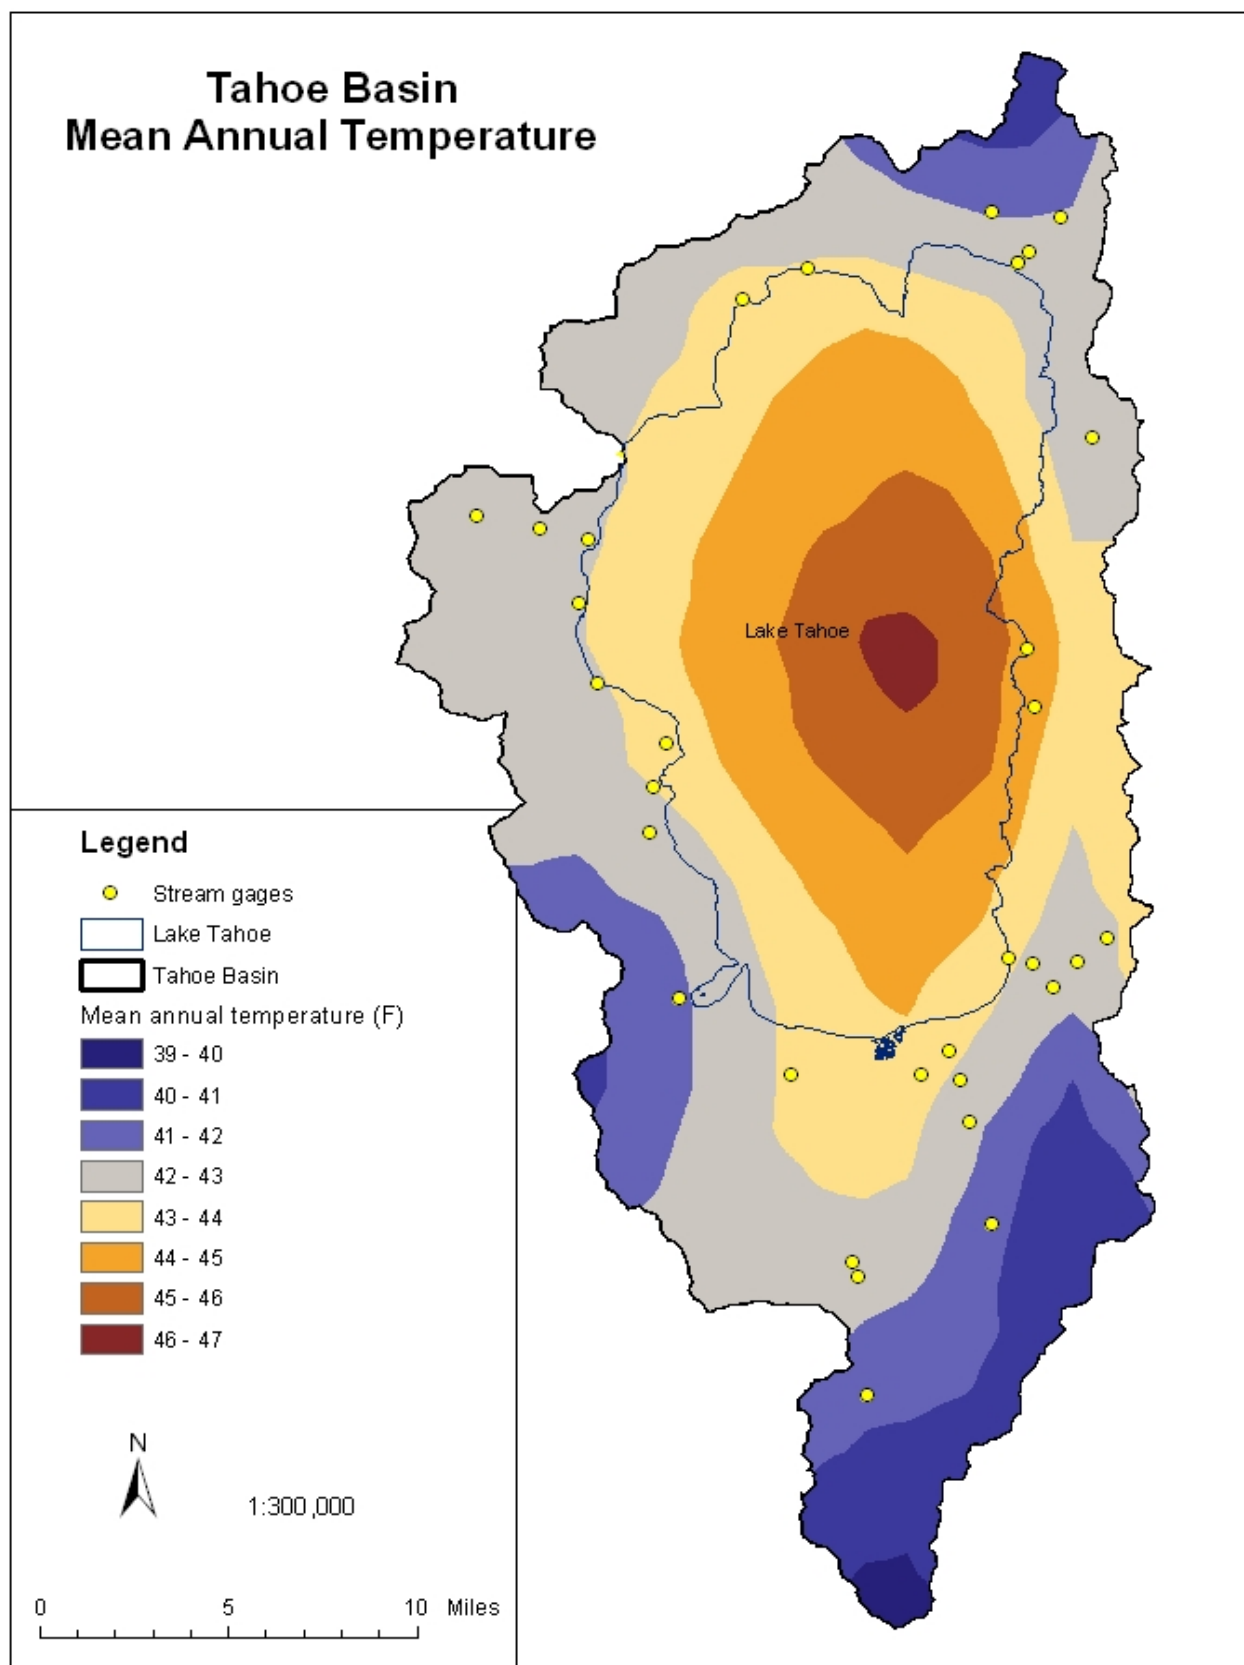 Tahoe Basin
Mean Annual Temperature
Lake Tahoe
Legend
Stream gages
Lake Tahoe
Tahoe Basin
Mean annual temperature (F)
39 - 40
40 - 41
41 - 42
42 - 43
43 - 44
44 - 45
45 - 46
46 - 47
N
1:300,000
0 5 10 Miles